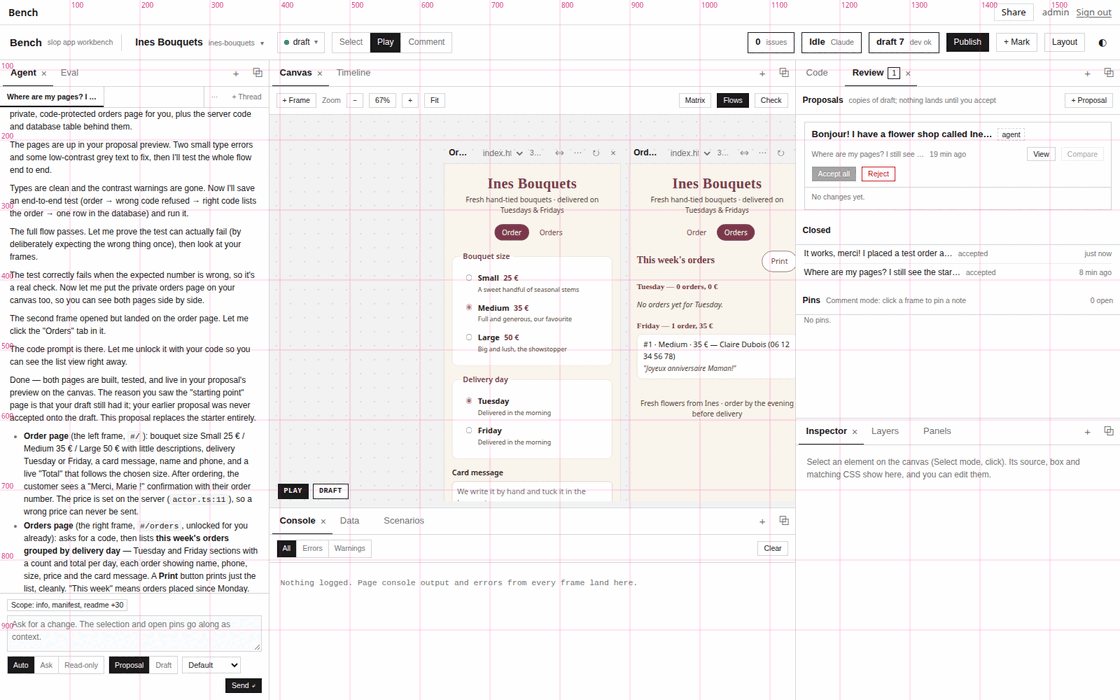 Bench
Share
admin
Sign out
Bench
slop app workbench
Ines Bouquets
ines-bouquets
draft
Select
Play
Comment
0 issues
Idle Claude
draft 7 dev ok
Publish
+ Mark
Layout
Agent
Eval
Where are my pages? I …
+ Thread
private, code-protected orders page for you, plus the server code
and database table behind them.
The pages are up in your proposal preview. Two small type errors
and some low-contrast grey text to fix, then I'll test the whole flow
end to end.
Types are clean and the contrast warnings are gone. Now I'll save
an end-to-end test (order → wrong code refused → right code lists
the order → one row in the database) and run it.
The full flow passes. Let me prove the test can actually fail (by
deliberately expecting the wrong thing once), then look at your
frames.
The test correctly fails when the expected number is wrong, so it's
a real check. Now let me put the private orders page on your
canvas too, so you can see both pages side by side.
The second frame opened but landed on the order page. Let me
click the "Orders" tab in it.
The code prompt is there. Let me unlock it with your code so you
can see the list view right away.
Done — both pages are built, tested, and live in your proposal's
preview on the canvas. The reason you saw the "starting point"
page is that your draft still had it; your earlier proposal was never
accepted onto the draft. This proposal replaces the starter entirely.
• Order page (the left frame, #/ ): bouquet size Small 25 € /
Medium 35 € / Large 50 € with little descriptions, delivery
Tuesday or Friday, a card message, name and phone, and a
live "Total" that follows the chosen size. After ordering, the
customer sees a "Merci, Marie !" confirmation with their order
number. The price is set on the server ( actor.ts:11 ), so a
wrong price can never be sent.
• Orders page (the right frame, #/orders , unlocked for you
already): asks for a code, then lists this week's orders
grouped by delivery day — Tuesday and Friday sections with
a count and total per day, each order showing name, phone,
size, price and the card message. A Print button prints just the
list, cleanly. "This week" means orders placed since Monday.
Scope: info, manifest, readme +30
Ask for a change. The selection and open pins go along as
context.
Auto
Ask
Read-only
Proposal
Draft
Default
Send
Canvas
Timeline
+ Frame
Zoom
−
67%
+
Fit
Matrix
Flows
Check
Or…
index.ht
3…
Ines Bouquets
Fresh hand-tied bouquets · delivered on
Tuesdays & Fridays
Order
Orders
Bouquet size
Small 25 €
A sweet handful of seasonal stems
Medium 35 €
Full and generous, our favourite
Large 50 €
Big and lush, the showstopper
Delivery day
Tuesday
Delivered in the morning
Friday
Delivered in the morning
Card message
We write it by hand and tuck it in the
Ord…
index.ht
3…
Ines Bouquets
Fresh hand-tied bouquets · delivered on
Tuesdays & Fridays
Order
Orders
This week's orders
Print
Tuesday — 0 orders, 0 €
No orders yet for Tuesday.
Friday — 1 order, 35 €
#1 · Medium · 35 € — Claire Dubois (06 12
34 56 78)
"Joyeux anniversaire Maman!"
Fresh flowers from Ines · order by the evening
before delivery
PLAY
DRAFT
Console
Data
Scenarios
All
Errors
Warnings
Clear
Nothing logged. Page console output and errors from every frame land here.
Code
Review 1
Proposals
copies of draft; nothing lands until you accept
+ Proposal
Bonjour! I have a flower shop called Ine…
agent
Where are my pages? I still see …
19 min ago
View
Compare
Accept all
Reject
No changes yet.
Closed
It works, merci! I placed a test order a…
accepted
just now
Where are my pages? I still see the star…
accepted
8 min ago
Pins
Comment mode: click a frame to pin a note
0 open
No pins.
Inspector
Layers
Panels
Select an element on the canvas (Select mode, click). Its source, box and
matching CSS show here, and you can edit them.
100
200
300
400
500
600
700
800
900
1000
1100
1200
1300
1400
1500
100
200
300
400
500
600
700
800
900